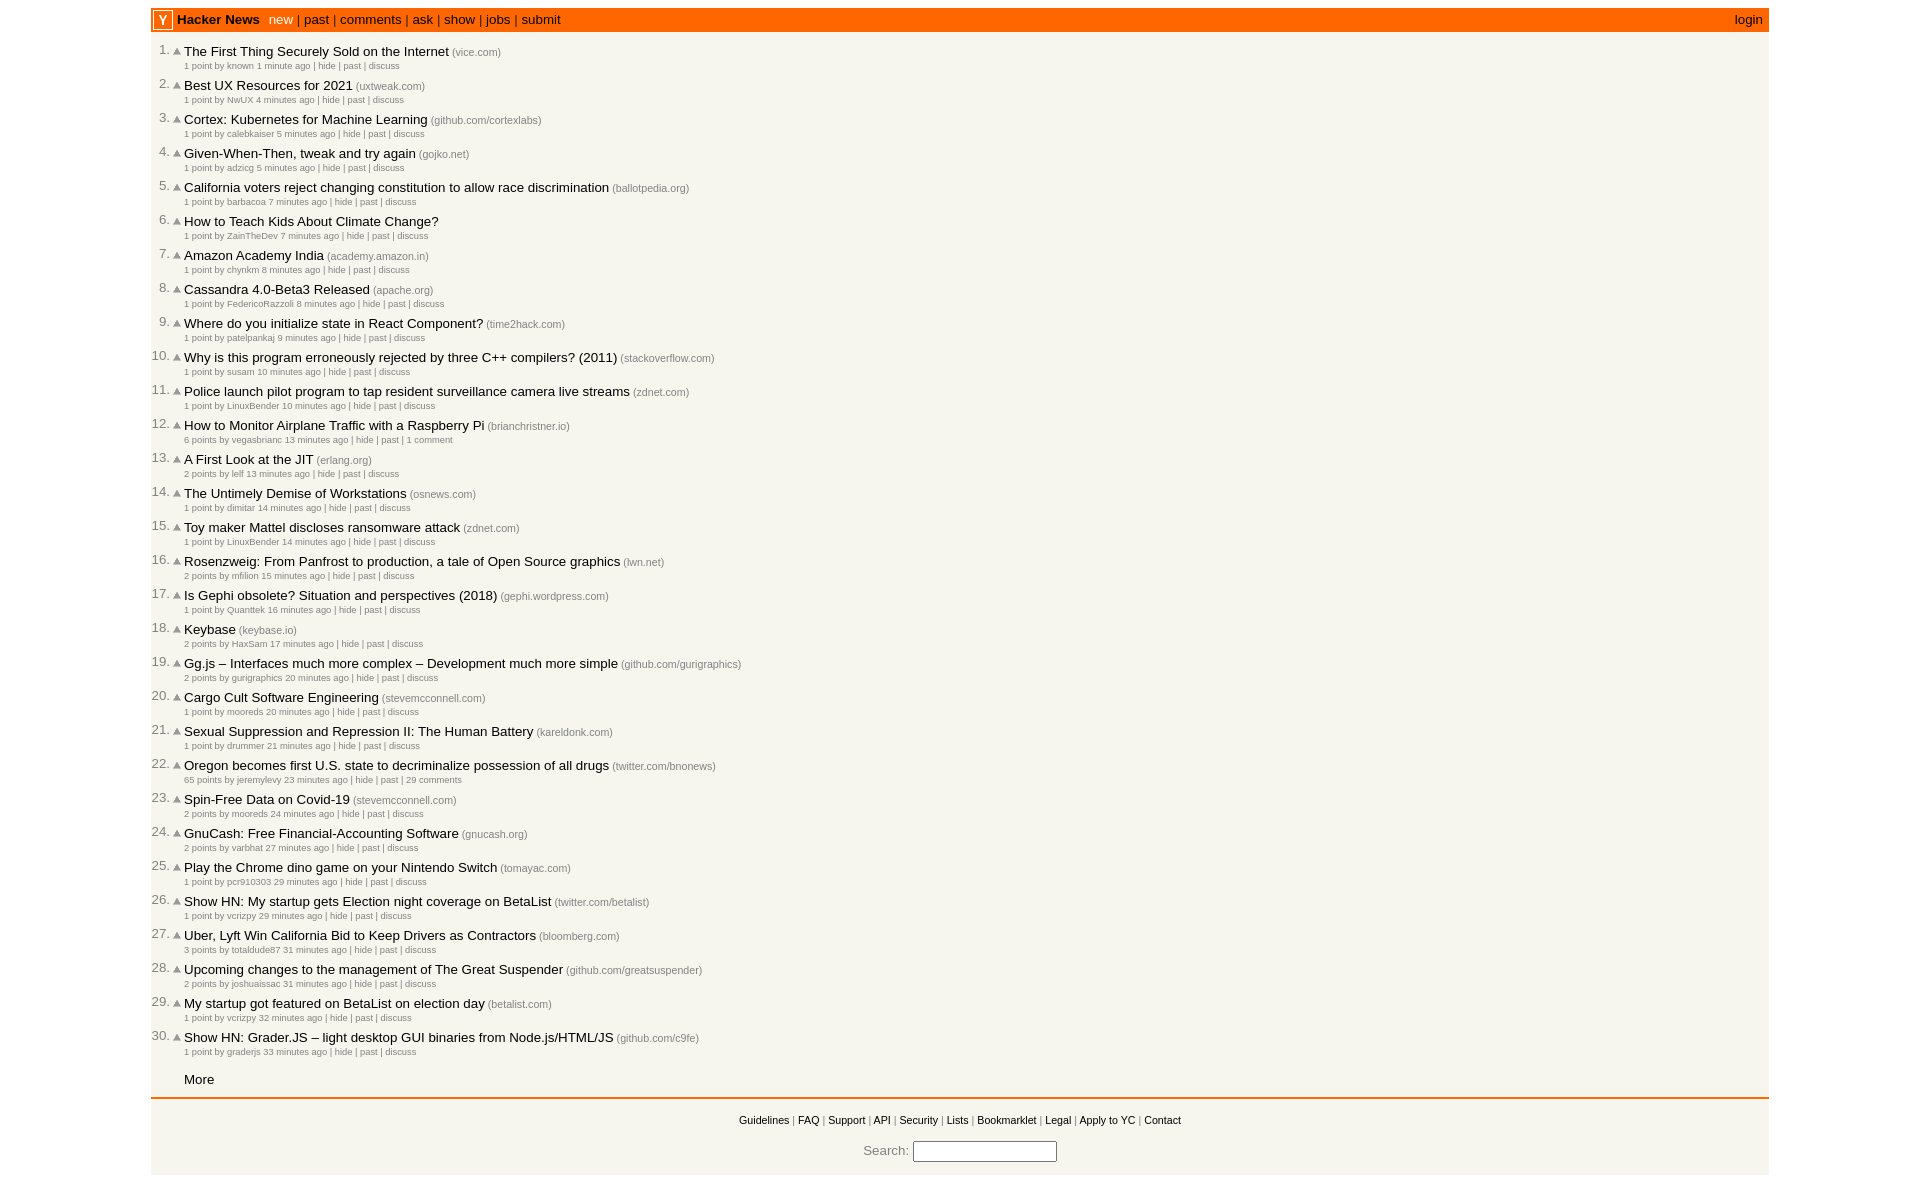 Y Hacker News new | past | comments | ask | show | jobs | submit login
1. The First Thing Securely Sold on the Internet (vice.com)
1 point by known 1 minute ago | hide | past | discuss
2. Best UX Resources for 2021 (uxtweak.com)
1 point by NwUX 4 minutes ago | hide | past | discuss
3. Cortex: Kubernetes for Machine Learning (github.com/cortexlabs)
1 point by calebkaiser 5 minutes ago | hide | past | discuss
4. Given-When-Then, tweak and try again (gojko.net)
1 point by adzicg 5 minutes ago | hide | past | discuss
5. California voters reject changing constitution to allow race discrimination (ballotpedia.org)
1 point by barbacoa 7 minutes ago | hide | past | discuss
6. How to Teach Kids About Climate Change?
1 point by ZainTheDev 7 minutes ago | hide | past | discuss
7. Amazon Academy India (academy.amazon.in)
1 point by chynkm 8 minutes ago | hide | past | discuss
8. Cassandra 4.0-Beta3 Released (apache.org)
1 point by FedericoRazzoli 8 minutes ago | hide | past | discuss
9. Where do you initialize state in React Component? (time2hack.com)
1 point by patelpankaj 9 minutes ago | hide | past | discuss
10. Why is this program erroneously rejected by three C++ compilers? (2011) (stackoverflow.com)
1 point by susam 10 minutes ago | hide | past | discuss
11. Police launch pilot program to tap resident surveillance camera live streams (zdnet.com)
1 point by LinuxBender 10 minutes ago | hide | past | discuss
12. How to Monitor Airplane Traffic with a Raspberry Pi (brianchristner.io)
6 points by vegasbrianc 13 minutes ago | hide | past | 1 comment
13. A First Look at the JIT (erlang.org)
2 points by lelf 13 minutes ago | hide | past | discuss
14. The Untimely Demise of Workstations (osnews.com)
1 point by dimitar 14 minutes ago | hide | past | discuss
15. Toy maker Mattel discloses ransomware attack (zdnet.com)
1 point by LinuxBender 14 minutes ago | hide | past | discuss
16. Rosenzweig: From Panfrost to production, a tale of Open Source graphics (lwn.net)
2 points by mfilion 15 minutes ago | hide | past | discuss
17. Is Gephi obsolete? Situation and perspectives (2018) (gephi.wordpress.com)
1 point by Quanttek 16 minutes ago | hide | past | discuss
18. Keybase (keybase.io)
2 points by HaxSam 17 minutes ago | hide | past | discuss
19. Gg.js – Interfaces much more complex – Development much more simple (github.com/gurigraphics)
2 points by gurigraphics 20 minutes ago | hide | past | discuss
20. Cargo Cult Software Engineering (stevemcconnell.com)
1 point by mooreds 20 minutes ago | hide | past | discuss
21. Sexual Suppression and Repression II: The Human Battery (kareldonk.com)
1 point by drummer 21 minutes ago | hide | past | discuss
22. Oregon becomes first U.S. state to decriminalize possession of all drugs (twitter.com/bnonews)
65 points by jeremylevy 23 minutes ago | hide | past | 29 comments
23. Spin-Free Data on Covid-19 (stevemcconnell.com)
2 points by mooreds 24 minutes ago | hide | past | discuss
24. GnuCash: Free Financial-Accounting Software (gnucash.org)
2 points by varbhat 27 minutes ago | hide | past | discuss
25. Play the Chrome dino game on your Nintendo Switch (tomayac.com)
1 point by pcr910303 29 minutes ago | hide | past | discuss
26. Show HN: My startup gets Election night coverage on BetaList (twitter.com/betalist)
1 point by vcrizpy 29 minutes ago | hide | past | discuss
27. Uber, Lyft Win California Bid to Keep Drivers as Contractors (bloomberg.com)
3 points by totaldude87 31 minutes ago | hide | past | discuss
28. Upcoming changes to the management of The Great Suspender (github.com/greatsuspender)
2 points by joshuaissac 31 minutes ago | hide | past | discuss
29. My startup got featured on BetaList on election day (betalist.com)
1 point by vcrizpy 32 minutes ago | hide | past | discuss
30. Show HN: Grader.JS – light desktop GUI binaries from Node.js/HTML/JS (github.com/c9fe)
1 point by graderjs 33 minutes ago | hide | past | discuss
More
Guidelines | FAQ | Support | API | Security | Lists | Bookmarklet | Legal | Apply to YC | Contact
Search: